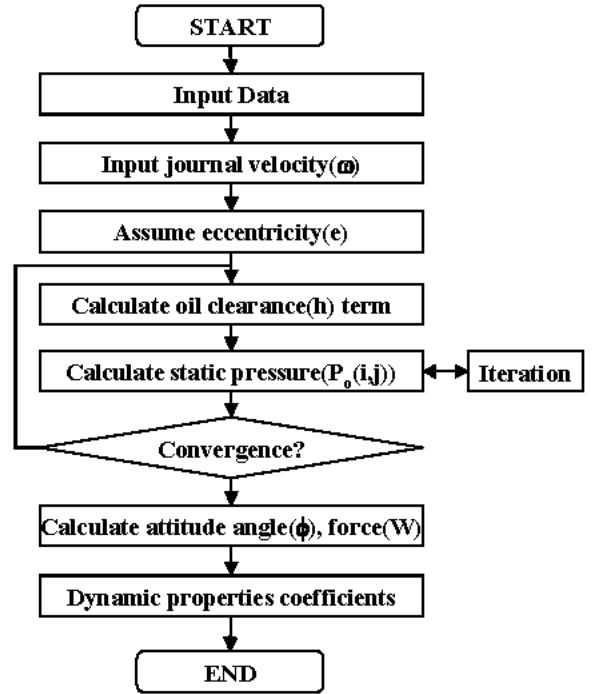 START
Input Data
Input journal velocity(ω)
Assume eccentricity(e)
Calculate oil clearance(h) term
Calculate static pressure(Pₒ(i,j))
Iteration
Convergence?
Calculate attitude angle(ϕ), force(W)
Dynamic properties coefficients
END